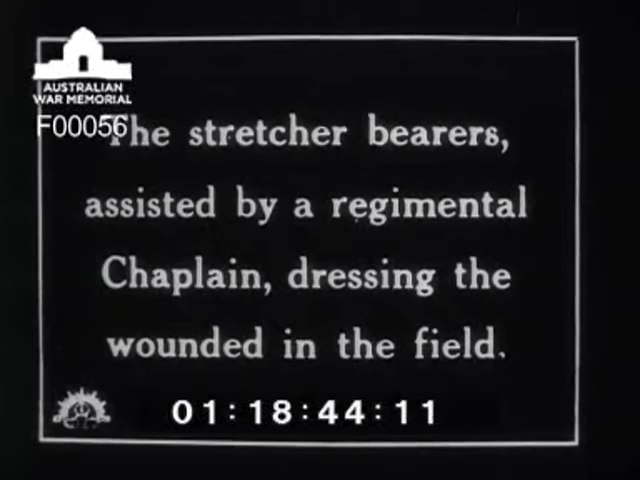 AUSTRALIAN
WAR MEMORIAL
F00056
The stretcher bearers,
assisted by a regimental
Chaplain, dressing the
wounded in the field.
01:18:44:11